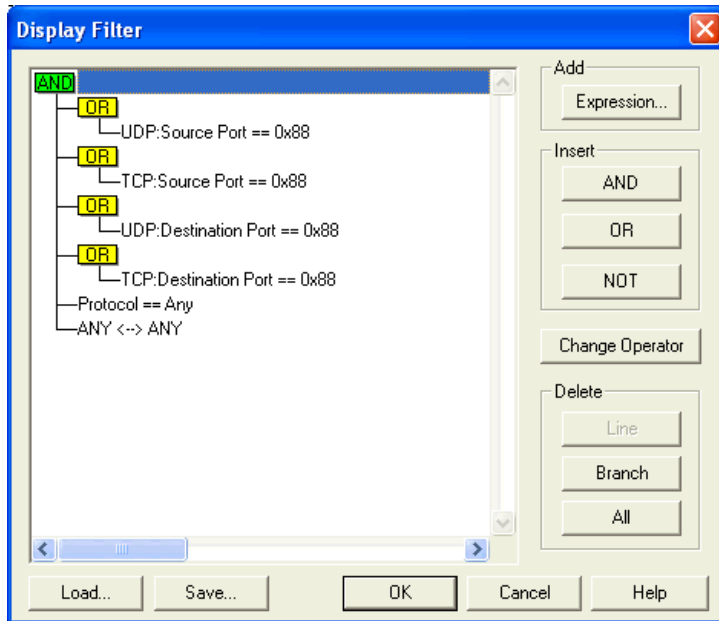 Display Filter
AND
OR
UDP:Source Port == 0x88
OR
TCP:Source Port == 0x88
OR
UDP:Destination Port == 0x88
OR
TCP:Destination Port == 0x88
Protocol == Any
ANY <--> ANY
Add
Expression...
Insert
AND
OR
NOT
Change Operator
Delete
Line
Branch
All
Load...
Save...
OK
Cancel
Help